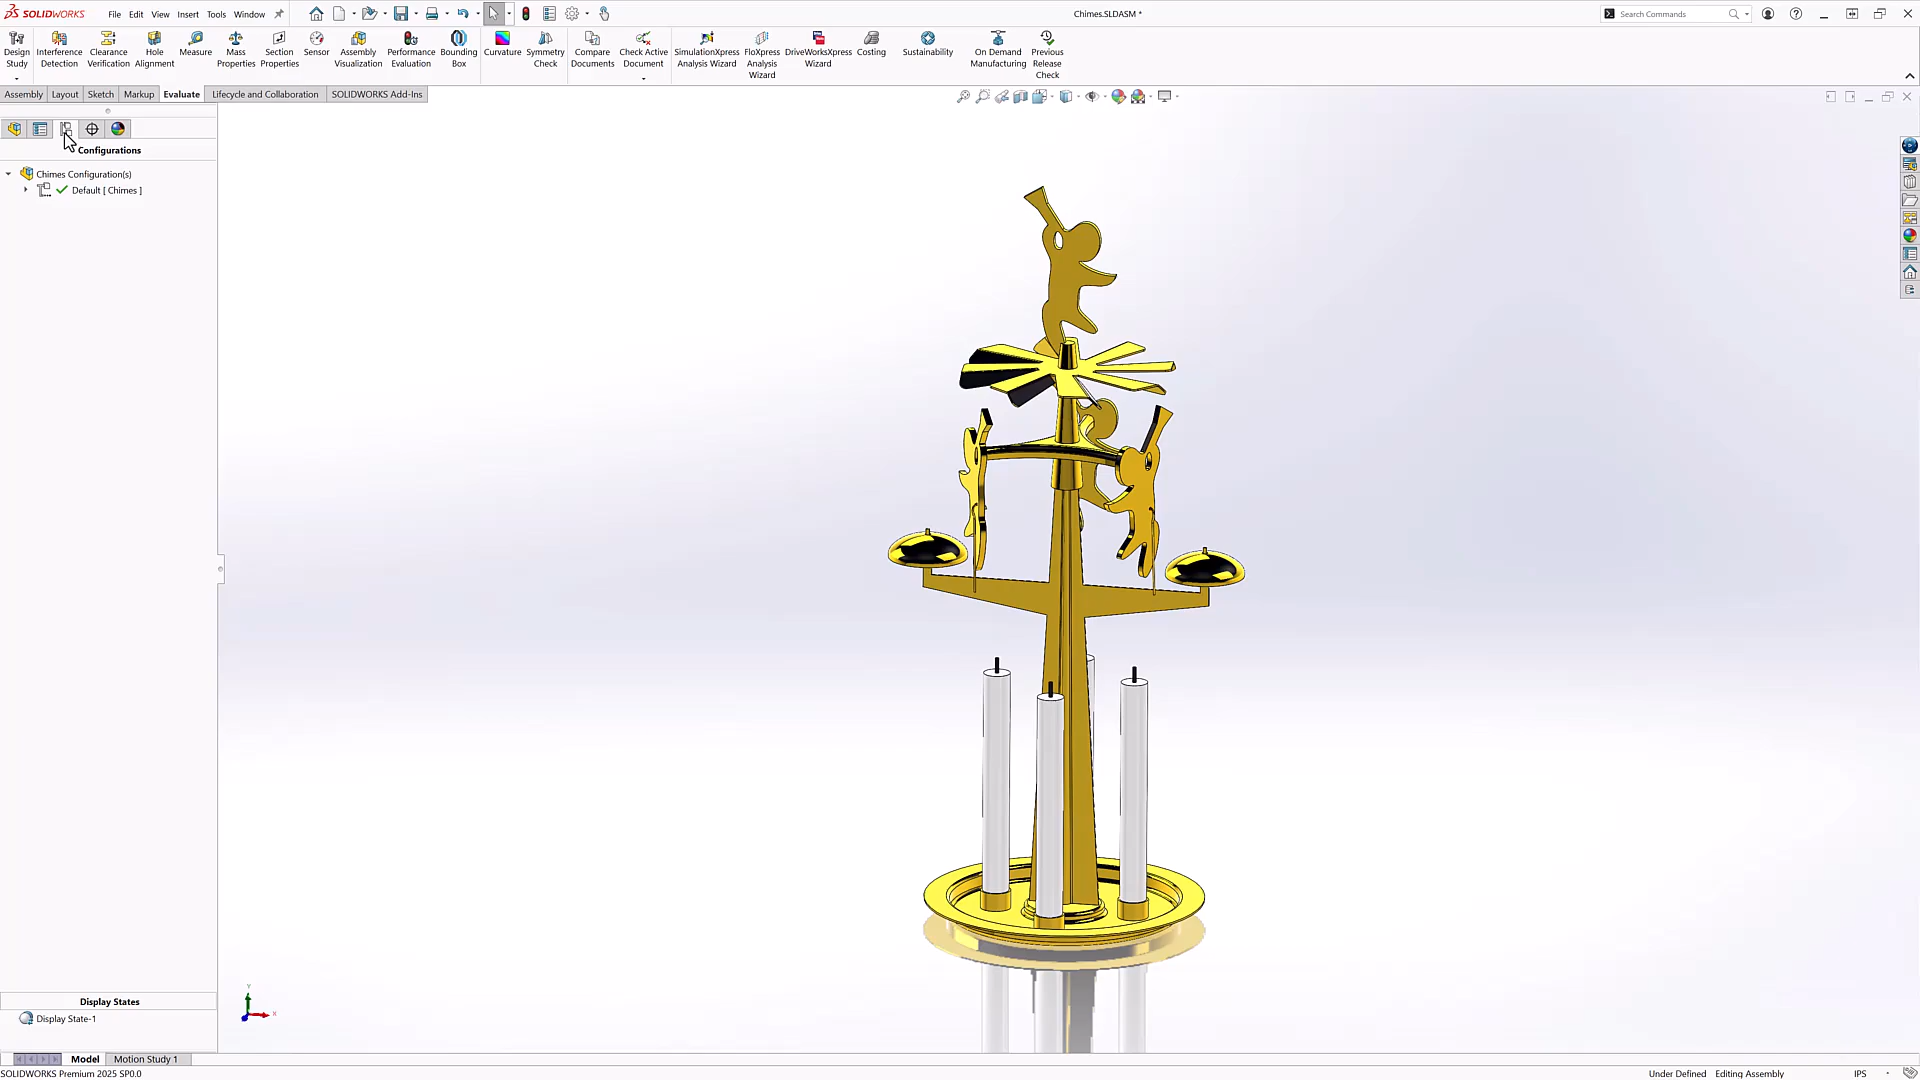 SOLIDWORKS File Edit View Insert Tools Window Chimes.SLDASM * Search Commands
Design Study
Interference Detection
Clearance Verification
Hole Alignment
Measure
Mass Properties
Section Properties
Sensor
Assembly Visualization
Performance Evaluation
Bounding Box
Curvature
Symmetry Check
Compare Documents
Check Active Document
SimulationXpress Analysis Wizard
FloXpress Analysis Wizard
DriveWorksXpress Wizard
Costing
Sustainability
On Demand Manufacturing
Previous Release Check
Assembly Layout Sketch Markup Evaluate Lifecycle and Collaboration SOLIDWORKS Add-Ins
Configurations
Chimes Configuration(s)
Default [ Chimes ]
Display States
Display State-1
Y
X
Model Motion Study 1
SOLIDWORKS Premium 2025 SP0.0 Under Defined Editing Assembly IPS